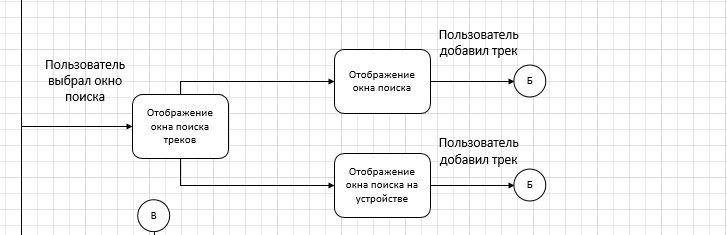 Пользователь
выбрал окно
поиска
Отображение
окна поиска
треков
Отображение
окна поиска
Пользователь
добавил трек
Б
Отображение
окна поиска на
устройстве
Пользователь
добавил трек
Б
В